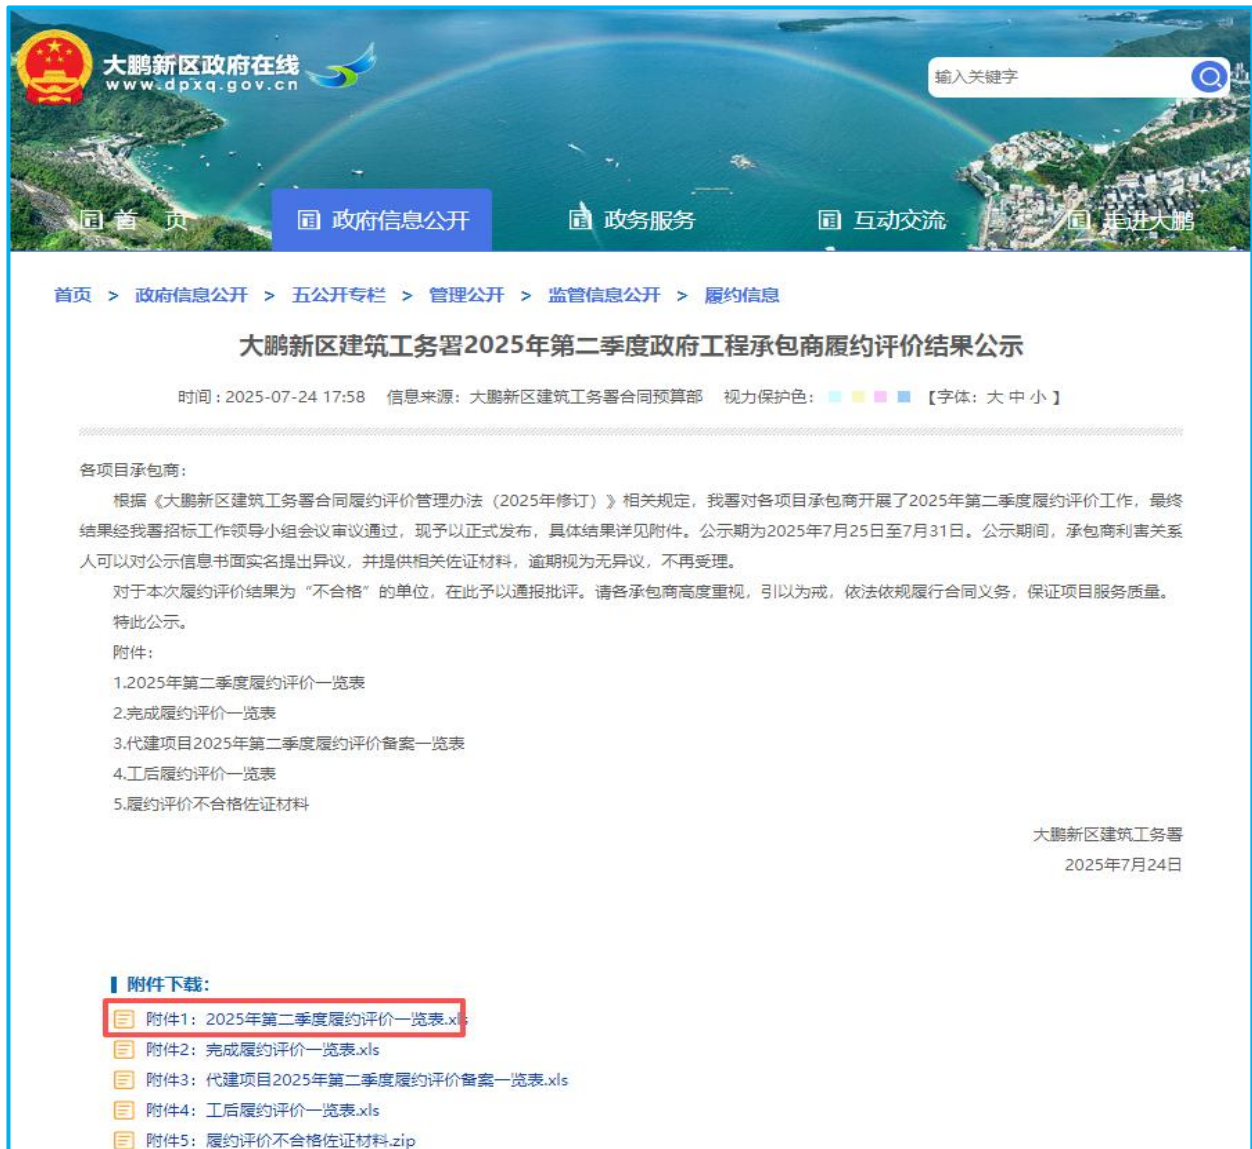 大鹏新区政府在线
www.dpxq.gov.cn
输入关键字
首 页
政府信息公开
政务服务
互动交流
走进大鹏
首页 > 政府信息公开 > 五公开专栏 > 管理公开 > 监管信息公开 > 履约信息
大鹏新区建筑工务署2025年第二季度政府工程承包商履约评价结果公示
时间：2025-07-24 17:58 信息来源：大鹏新区建筑工务署合同预算部 视力保护色： 【字体：大 中 小 】
各项目承包商：
根据《大鹏新区建筑工务署合同履约评价管理办法（2025年修订）》相关规定，我署对各项目承包商开展了2025年第二季度履约评价工作，最终
结果经我署招标工作领导小组会议审议通过，现予以正式发布，具体结果详见附件。公示期为2025年7月25日至7月31日。公示期间，承包商利害关系
人可以对公示信息书面实名提出异议，并提供相关佐证材料，逾期视为无异议，不再受理。
对于本次履约评价结果为“不合格”的单位，在此予以通报批评。请各承包商高度重视，引以为戒，依法依规履行合同义务，保证项目服务质量。
特此公示。
附件：
1.2025年第二季度履约评价一览表
2.完成履约评价一览表
3.代建项目2025年第二季度履约评价备案一览表
4.工后履约评价一览表
5.履约评价不合格佐证材料
大鹏新区建筑工务署
2025年7月24日
附件下载：
附件1：2025年第二季度履约评价一览表.xls
附件2：完成履约评价一览表.xls
附件3：代建项目2025年第二季度履约评价备案一览表.xls
附件4：工后履约评价一览表.xls
附件5：履约评价不合格佐证材料.zip